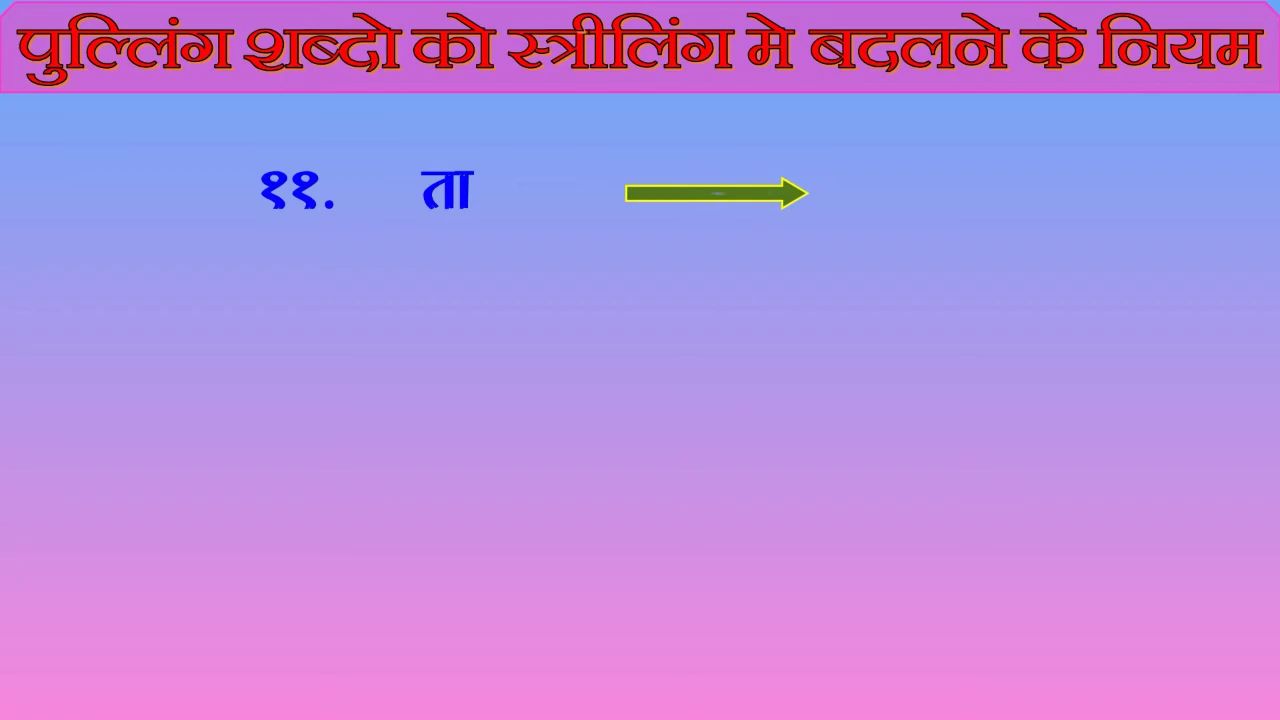 पुल्लिंग शब्दो को स्त्रीलिंग मे बदलने के नियम
११. ता